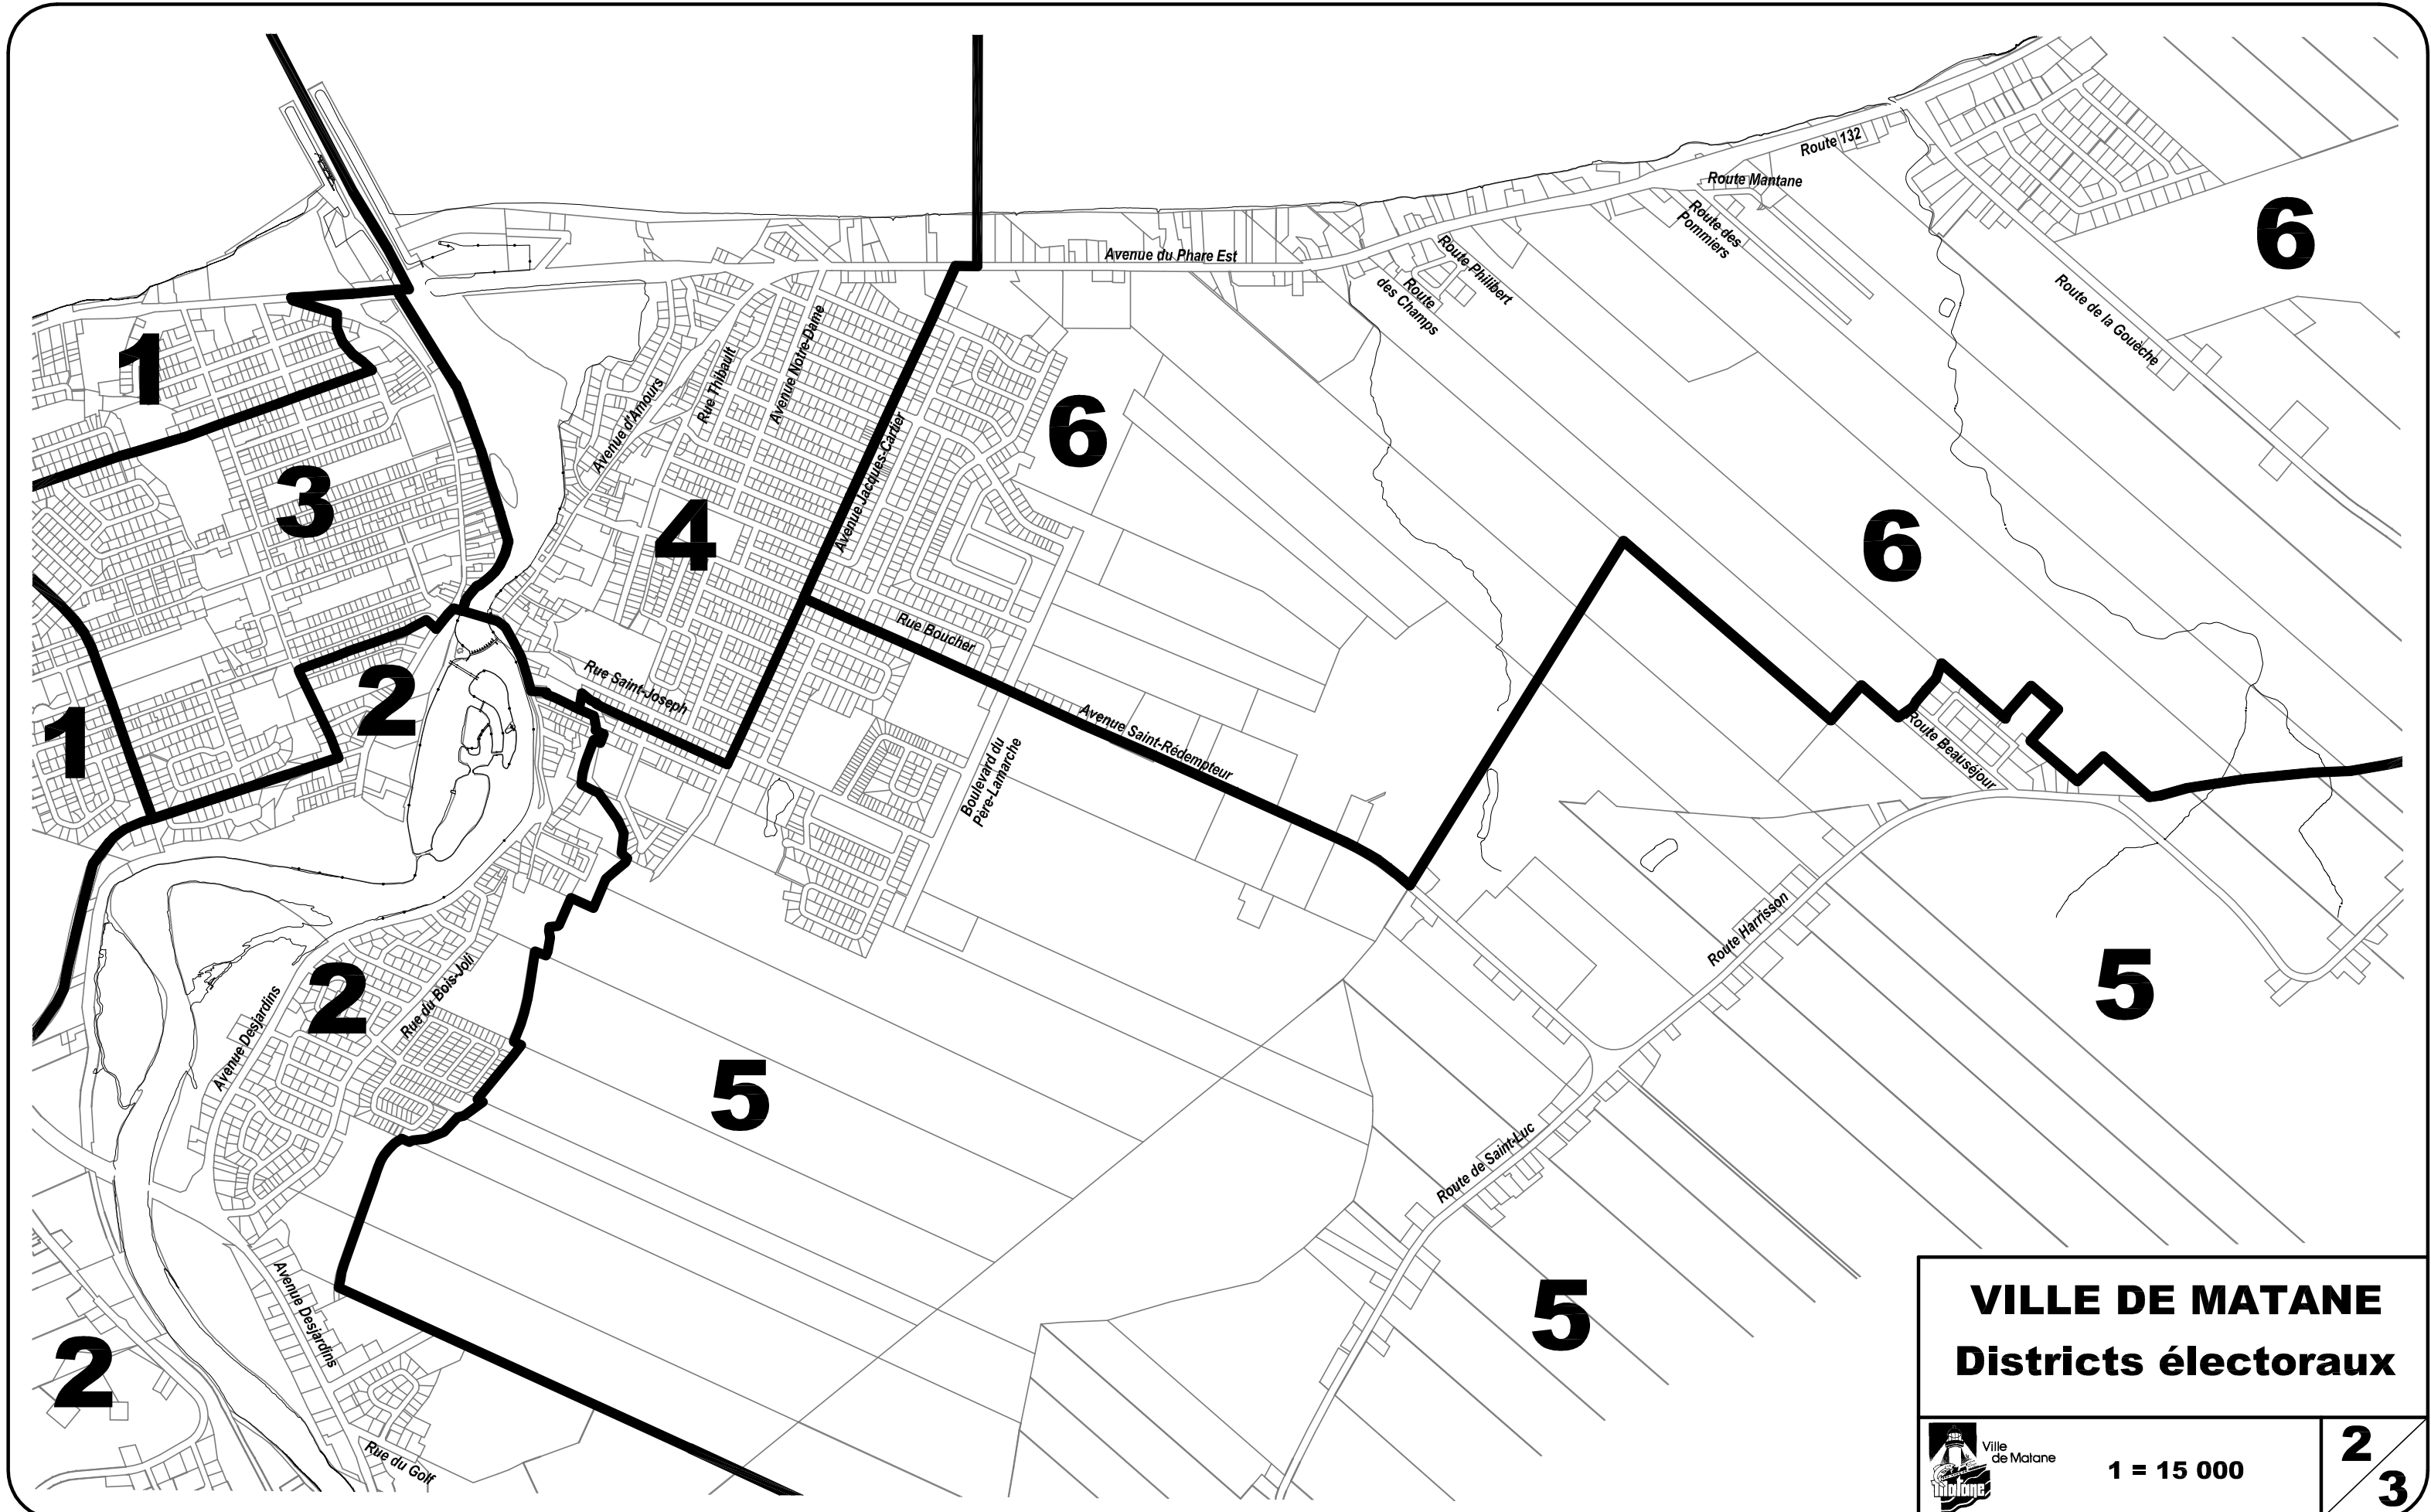 Route 132
Route Mantane
Route des
Pommiers
6
Avenue du Phare Est
Route Philibert
Route
des Champs
Route de la Gouèche
1
Avenue Notre-Dame
Rue Thibault
Avenue d'Amours
Avenue Jacques-Cartier
6
3
4
6
Rue Boucher
Rue Saint-Joseph
2
1
Avenue Saint-Rédempteur
Boulevard du
Père-Lamarche
Route Beauséjour
Route Harrisson
2
Rue du Bois-Joli
Avenue Desjardins
5
5
Route de Saint-Luc
Avenue Desjardins
5
2
Rue du Golf
VILLE DE MATANE
Districts électoraux
Ville
de Matane
Matane
1 = 15 000
2
3